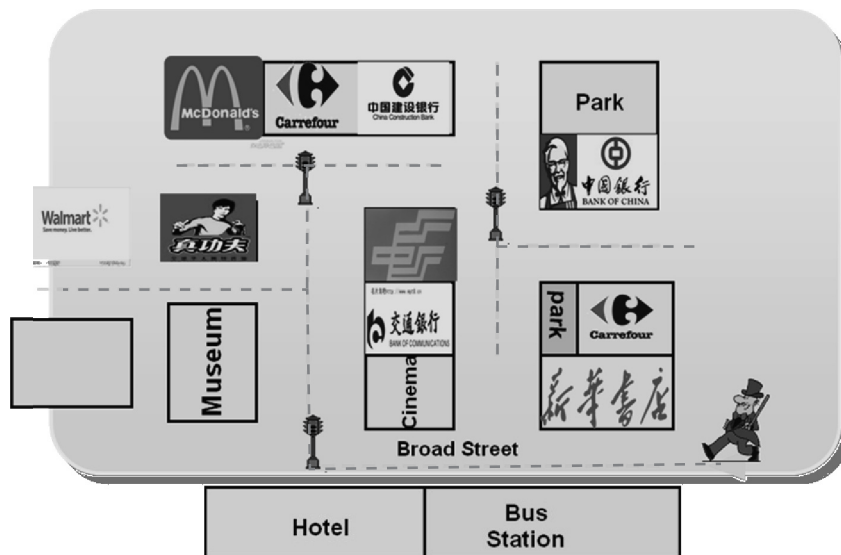 McDonald's
Carrefour
中国建设银行
China Construction Bank
Park
中国银行
BANK OF CHINA
Walmart
Save money. Live better.
真功夫
交通銀行
BANK OF COMMUNICATIONS
Museum
Cinema
park
Carrefour
新华书店
Broad Street
Hotel
Bus
Station